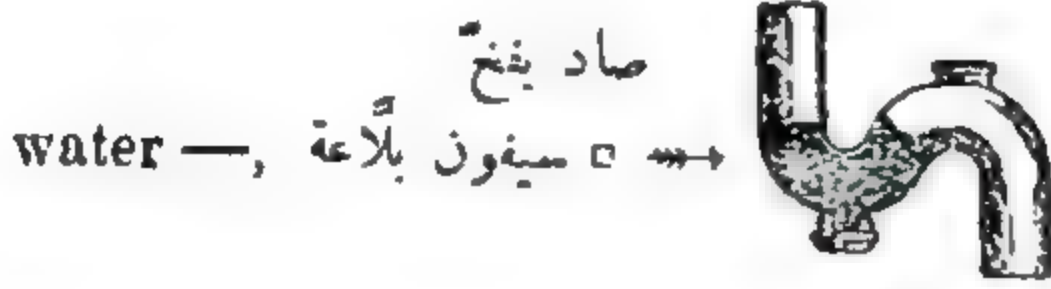 صاد بفخّ
water —, سيفون بلّاعة □